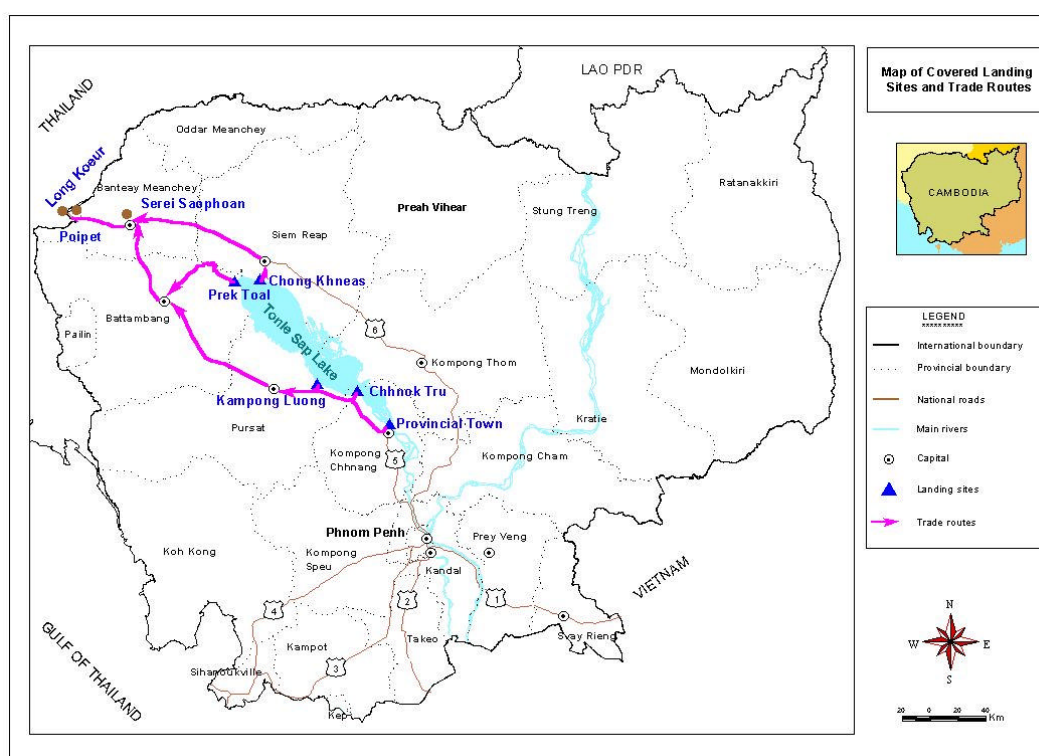 Map of Covered Landing
Sites and Trade Routes
LAO PDR
THAILAND
Oddar Meanchey
Long Koeur
Banteay Meanchey
Serei Saophoan
Poipet
Preah Vihear
Stung Treng
Ratanakkiri
CAMBODIA
Siem Reap
Chong Khneas
Prek Toal
Battambang
Pailin
Tonle Sap Lake
6
Kompong Thom
Mondolkiri
Kampong Luong
Chhnok Tru
Pursat
Provincial Town
Kratie
Kompong
Chhnang
5
Kompong Cham
Phnom Penh
Prey Veng
Koh Kong
Kompong
Speu
Kandal
VIETNAM
4
2
1
Svay Rieng
GULF OF THAILAND
Kampot
Takeo
3
Sihanoukville
Kep
LEGEND
**********
International boundary
Provincial boundary
National roads
Main rivers
Capital
Landing sites
Trade routes
N
W
E
S
20 0 20 40
Km